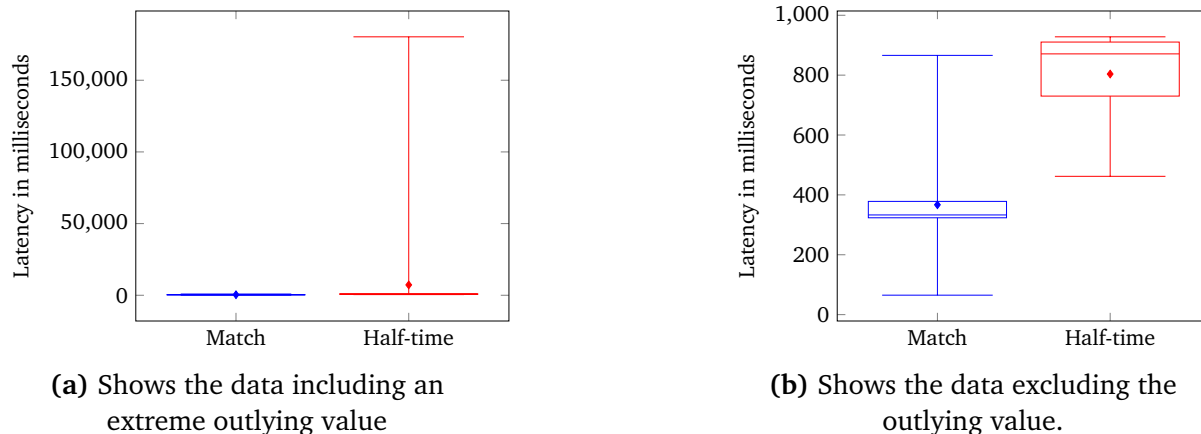 Latency in milliseconds
150,000
100,000
50,000
0
Match
Half-time
(a) Shows the data including an
extreme outlying value
Latency in milliseconds
1,000
800
600
400
200
0
Match
Half-time
(b) Shows the data excluding the
outlying value.